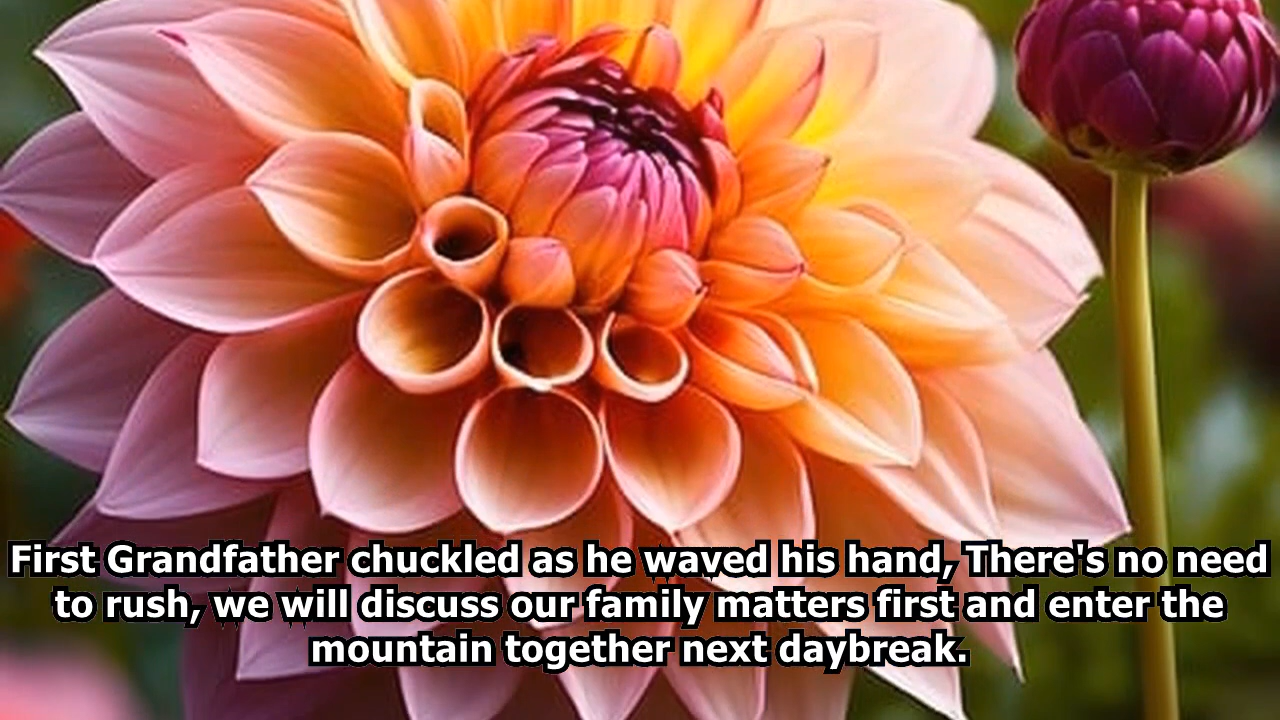 First Grandfather chuckled as he waved his hand, There's no need
to rush, we will discuss our family matters first and enter the
mountain together next daybreak.